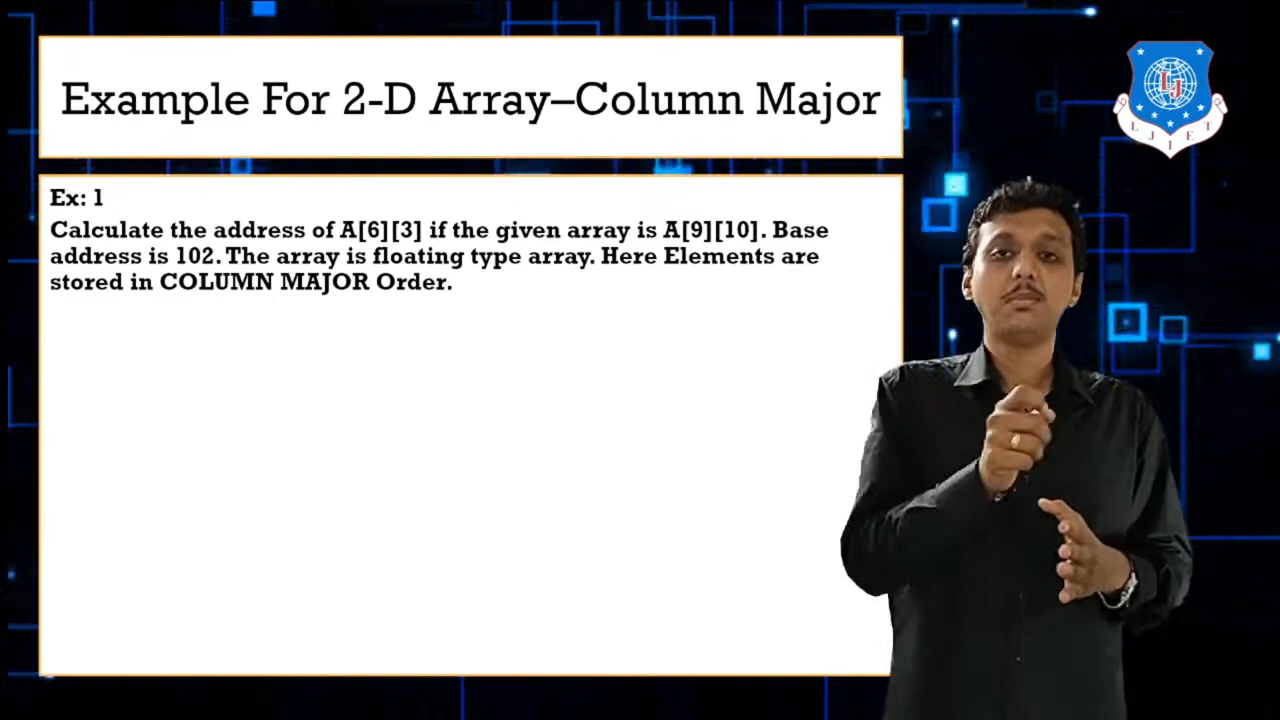 Example For 2-D Array–Column Major
Ex: 1
Calculate the address of A[6][3] if the given array is A[9][10]. Base
address is 102. The array is floating type array. Here Elements are
stored in COLUMN MAJOR Order.
LJ
LJIET